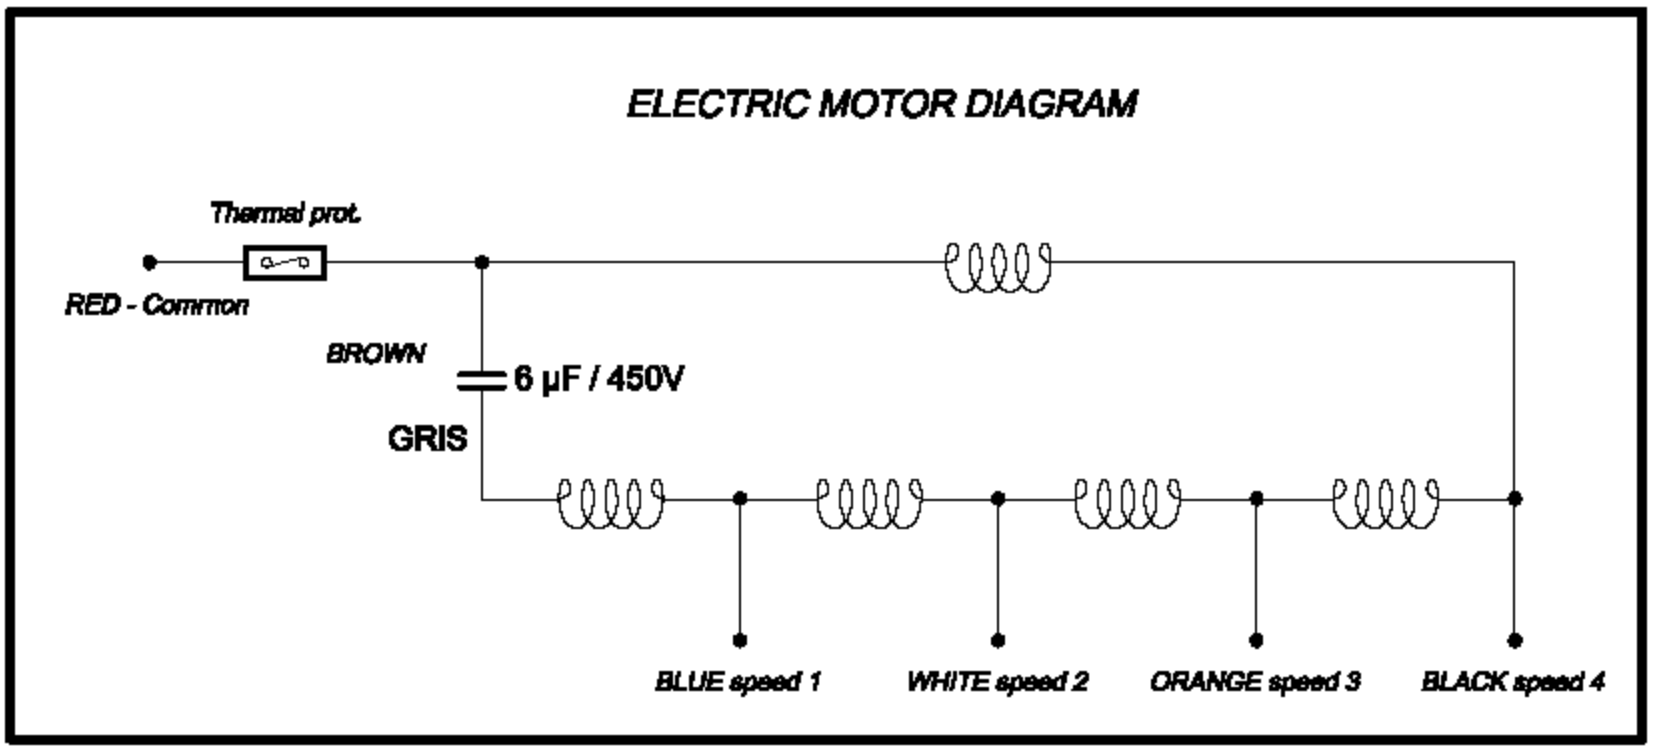 ELECTRIC MOTOR DIAGRAM
Thermal prot.
RED - Common
BROWN
6 µF / 450V
GRIS
BLUE speed 1
WHITE speed 2
ORANGE speed 3
BLACK speed 4